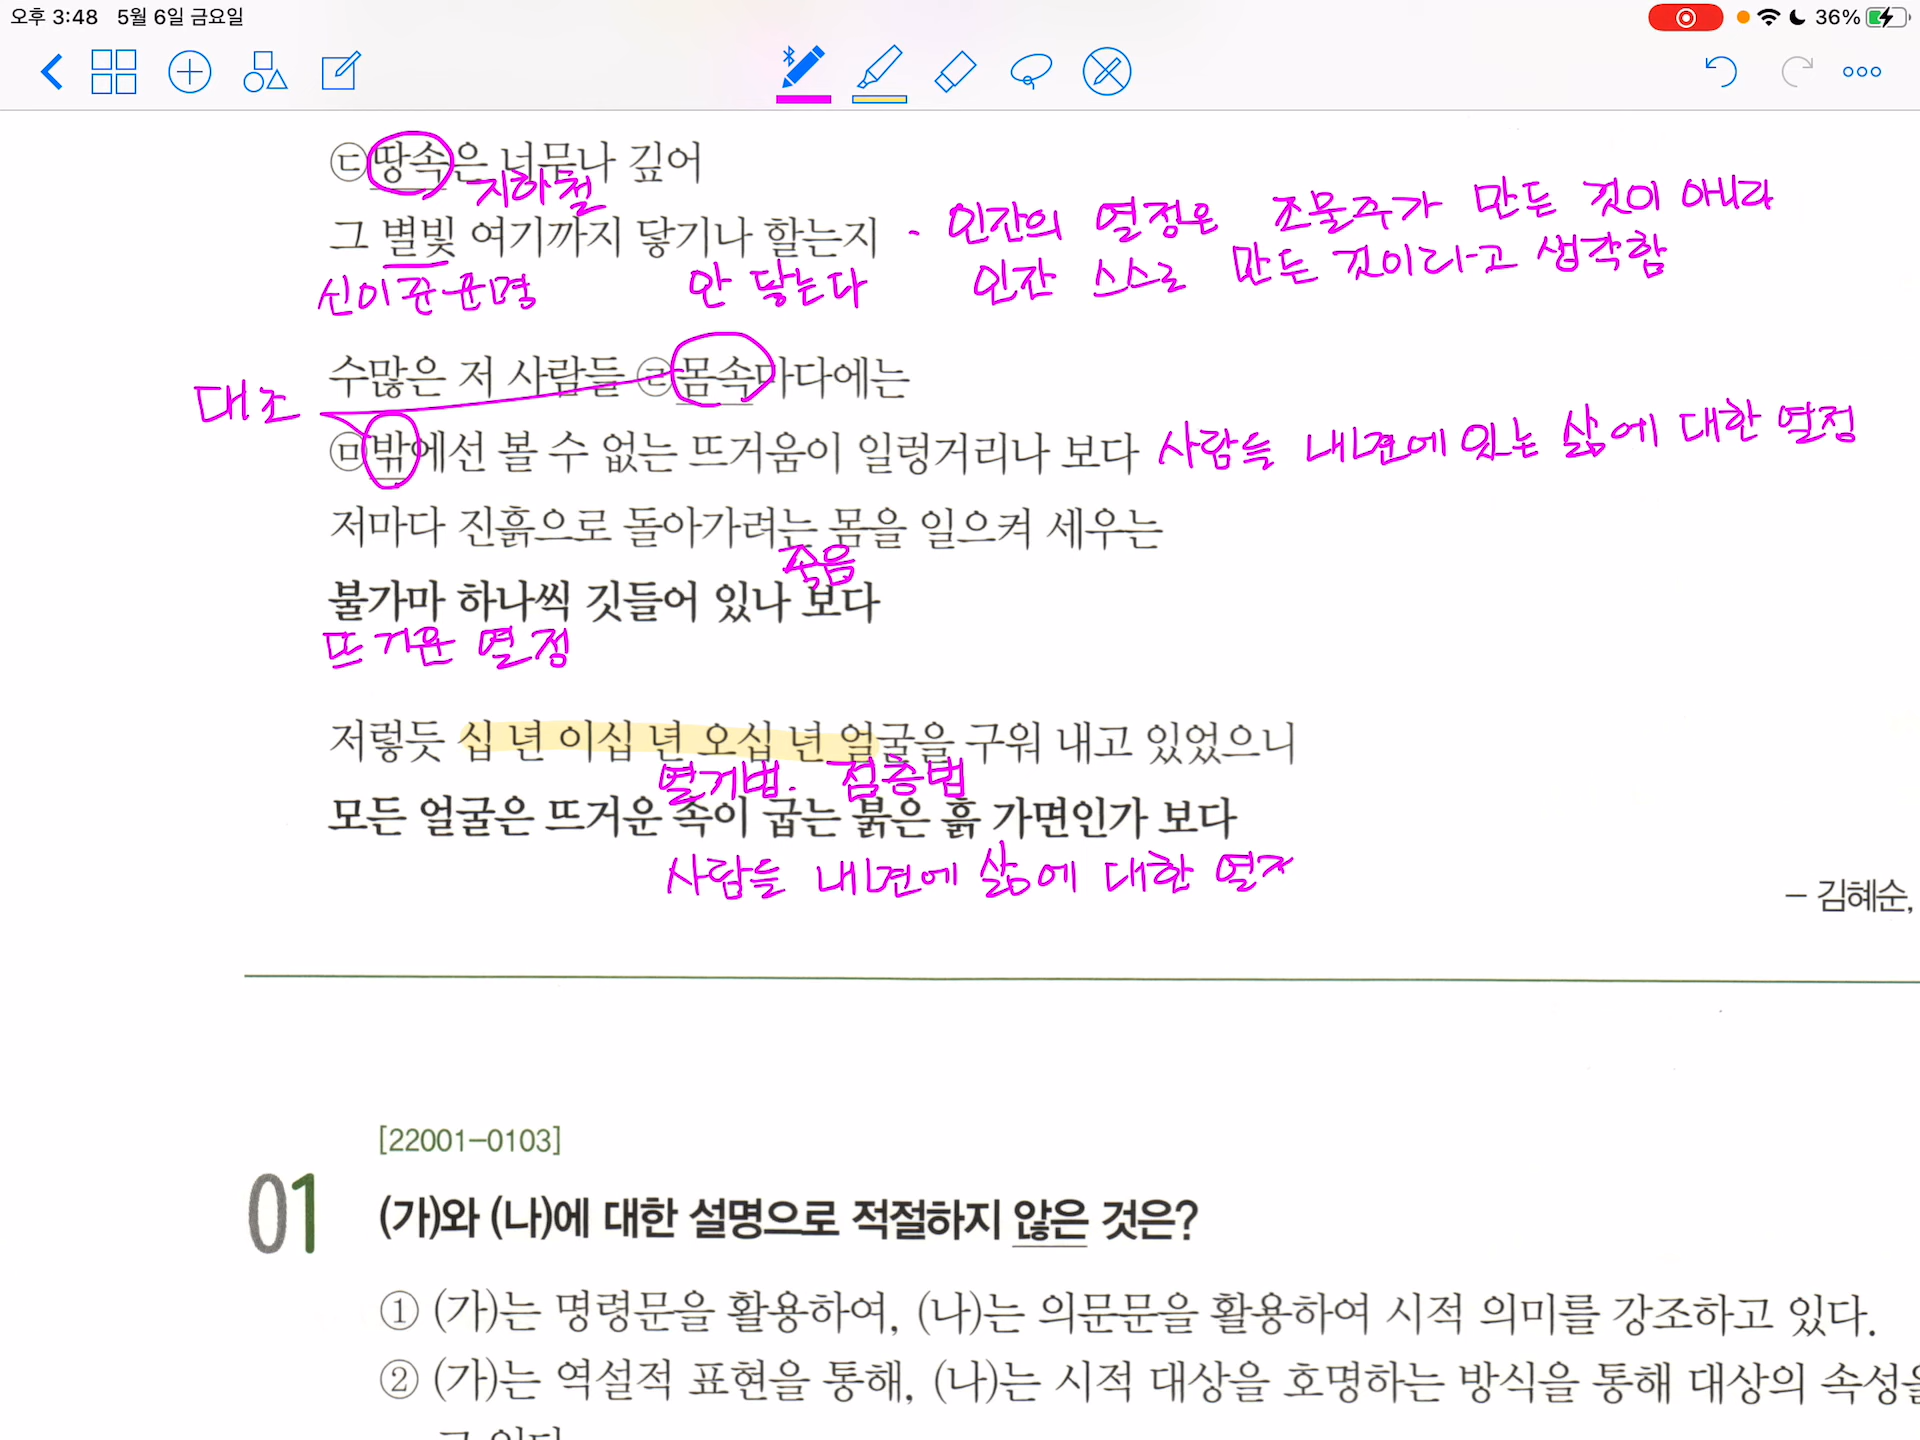 오후 3:48 5월 6일 금요일
36%
㉢땅속은 너무나 깊어
지하철
그 별빛 여기까지 닿기나 할는지
· 인간의 열정은 조물주가 만든 것이 아니라
신이 준 운명
안 닿는다
인간 스스로 만든 것이라고 생각함
수많은 저 사람들 ㉣몸속마다에는
대조
㉤밖에선 볼 수 없는 뜨거움이 일렁거리나 보다
사람들 내면에 있는 삶에 대한 열정
저마다 진흙으로 돌아가려는 몸을 일으켜 세우는
죽음
불가마 하나씩 깃들어 있나 보다
뜨거운 열정
저렇듯 십 년 이십 년 오십 년 얼굴을 구워 내고 있었으니
열거법. 점층법
모든 얼굴은 뜨거운 속이 굽는 붉은 흙 가면인가 보다
사람들 내면에 삶에 대한
– 김혜순,
[22001-0103]
01
(가)와 (나)에 대한 설명으로 적절하지 않은 것은?
① (가)는 명령문을 활용하여, (나)는 의문문을 활용하여 시적 의미를 강조하고 있다.
② (가)는 역설적 표현을 통해, (나)는 시적 대상을 호명하는 방식을 통해 대상의 속성을